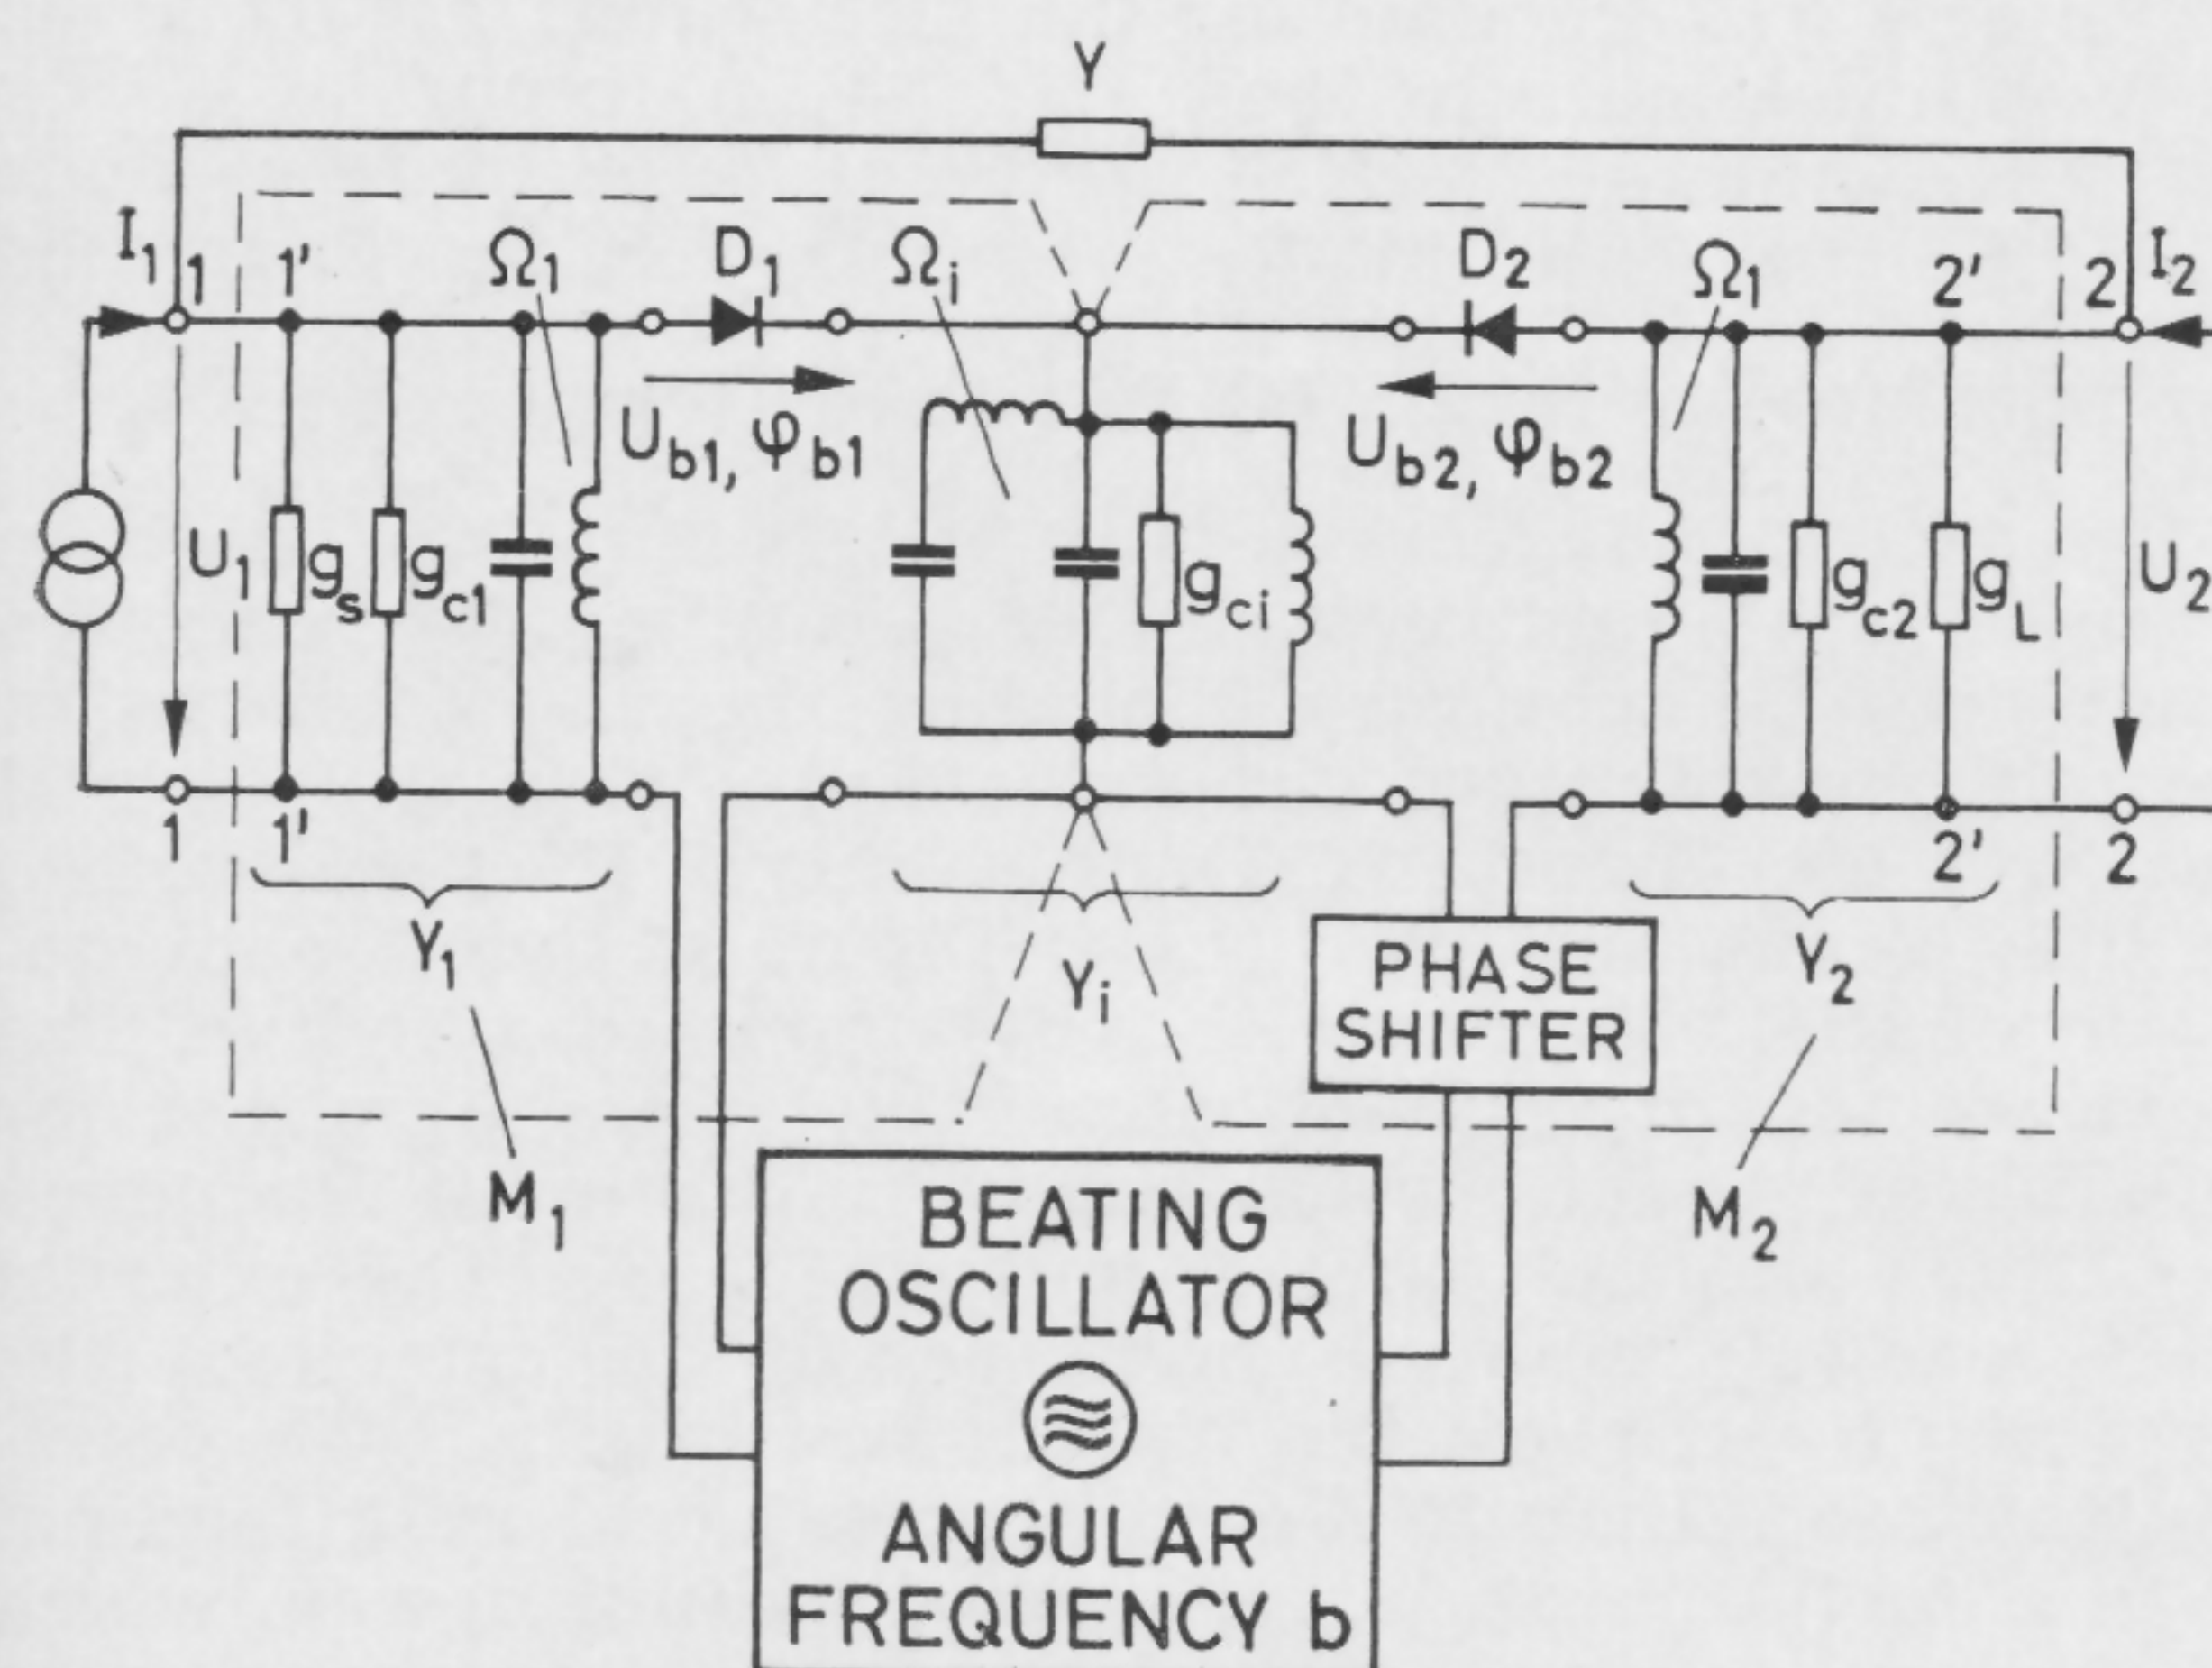 Y
I1 1 1' Ω1 D1 Ωi D2 Ω1 2' 2 I2
Ub1, φb1 Ub2, φb2
U1 gs gc1 gci gc2 gL U2
1 1' 2' 2
Y1 Yi Y2
PHASE
SHIFTER
M1 M2
BEATING
OSCILLATOR
ANGULAR
FREQUENCY b